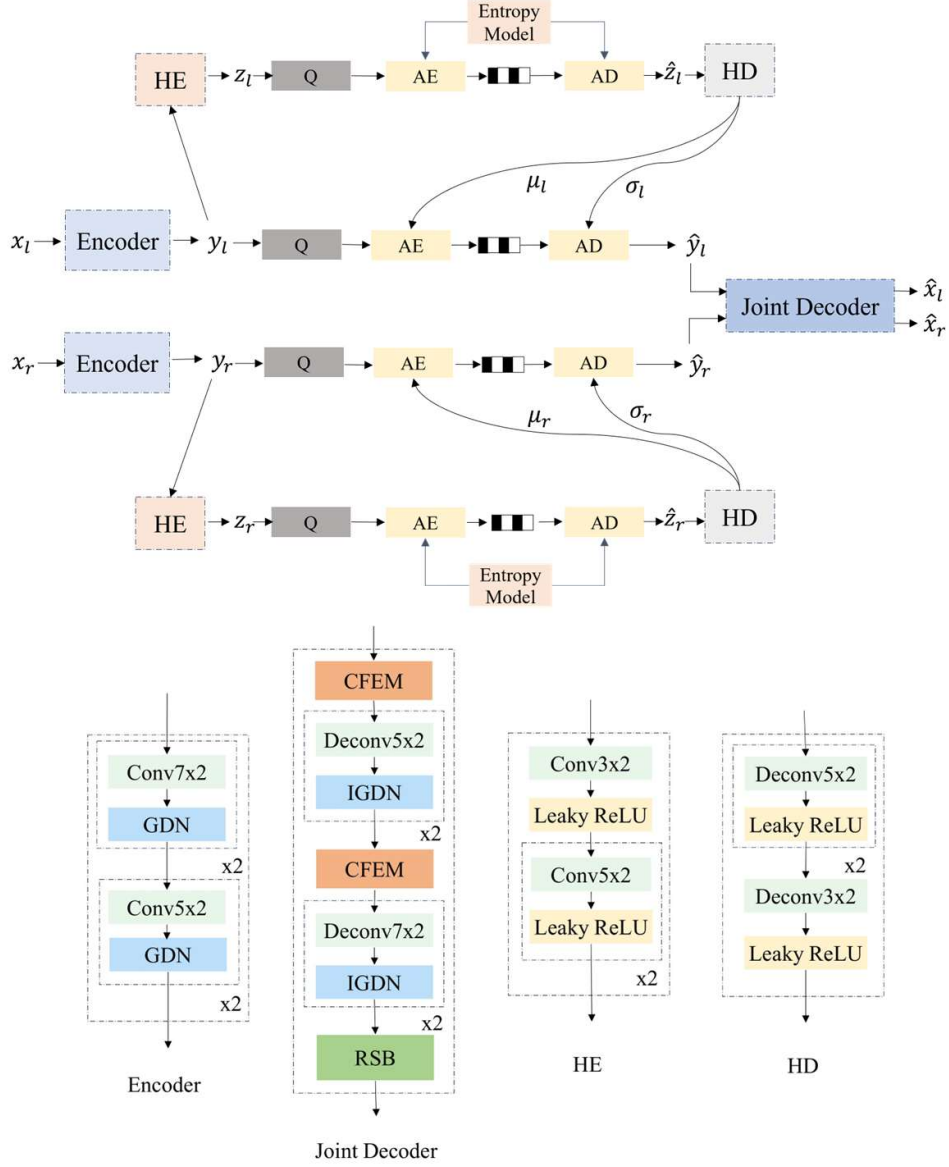 Entropy
Model
HE
z_l
Q
AE
AD
ẑ_l
HD
μ_l
σ_l
x_l
Encoder
y_l
Q
AE
AD
ŷ_l
Joint Decoder
x̂_l
x̂_r
x_r
Encoder
y_r
Q
AE
AD
ŷ_r
μ_r
σ_r
HE
z_r
Q
AE
AD
ẑ_r
HD
Entropy
Model
Conv7x2
GDN
x2
Conv5x2
GDN
x2
Encoder
CFEM
Deconv5x2
IGDN
x2
CFEM
Deconv7x2
IGDN
x2
RSB
Joint Decoder
Conv3x2
Leaky ReLU
Conv5x2
Leaky ReLU
x2
HE
Deconv5x2
Leaky ReLU
x2
Deconv3x2
Leaky ReLU
HD